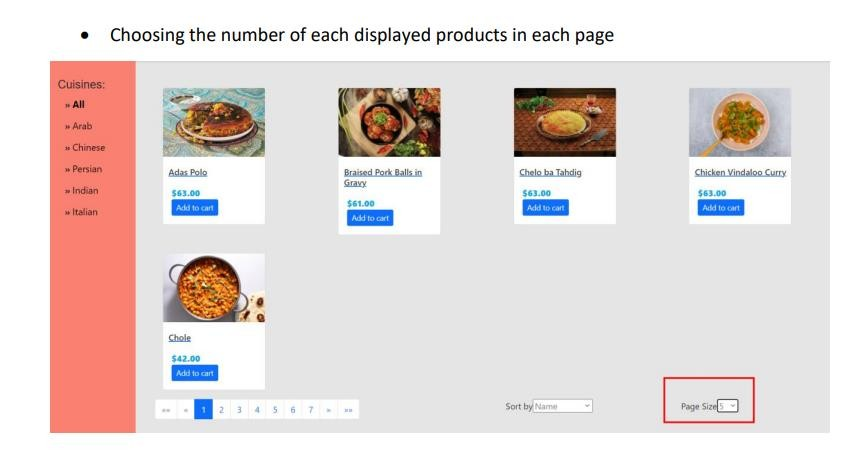 • Choosing the number of each displayed products in each page
Cuisines:
» All
» Arab
» Chinese
» Persian
» Indian
» Italian
Adas Polo
$63.00
Add to cart
Braised Pork Balls in
Gravy
$61.00
Add to cart
Chelo ba Tahdig
$63.00
Add to cart
Chicken Vindaloo Curry
$63.00
Add to cart
Chole
$42.00
Add to cart
«« « 1 2 3 4 5 6 7 » »»
Sort by Name
Page Size 5